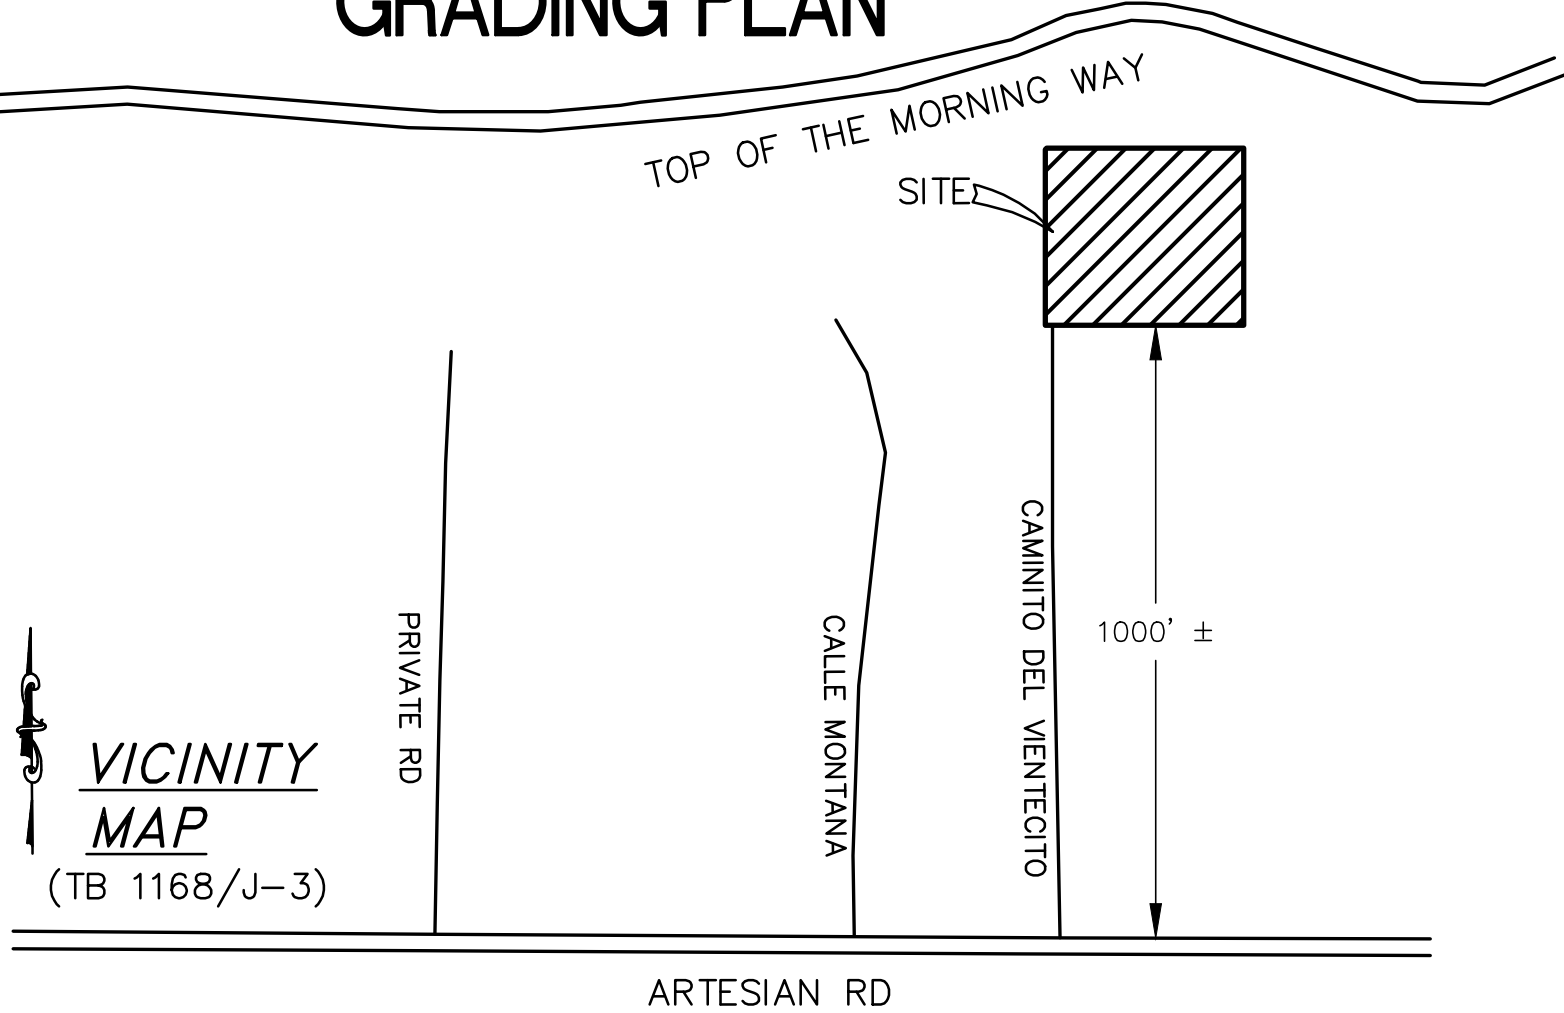 GRADING PLAN
TOP OF THE MORNING WAY
SITE
CAMINITO DEL VIENTECITO
1000' ±
PRIVATE RD
CALLE MONTANA
VICINITY
MAP
(TB 1168/J-3)
ARTESIAN RD